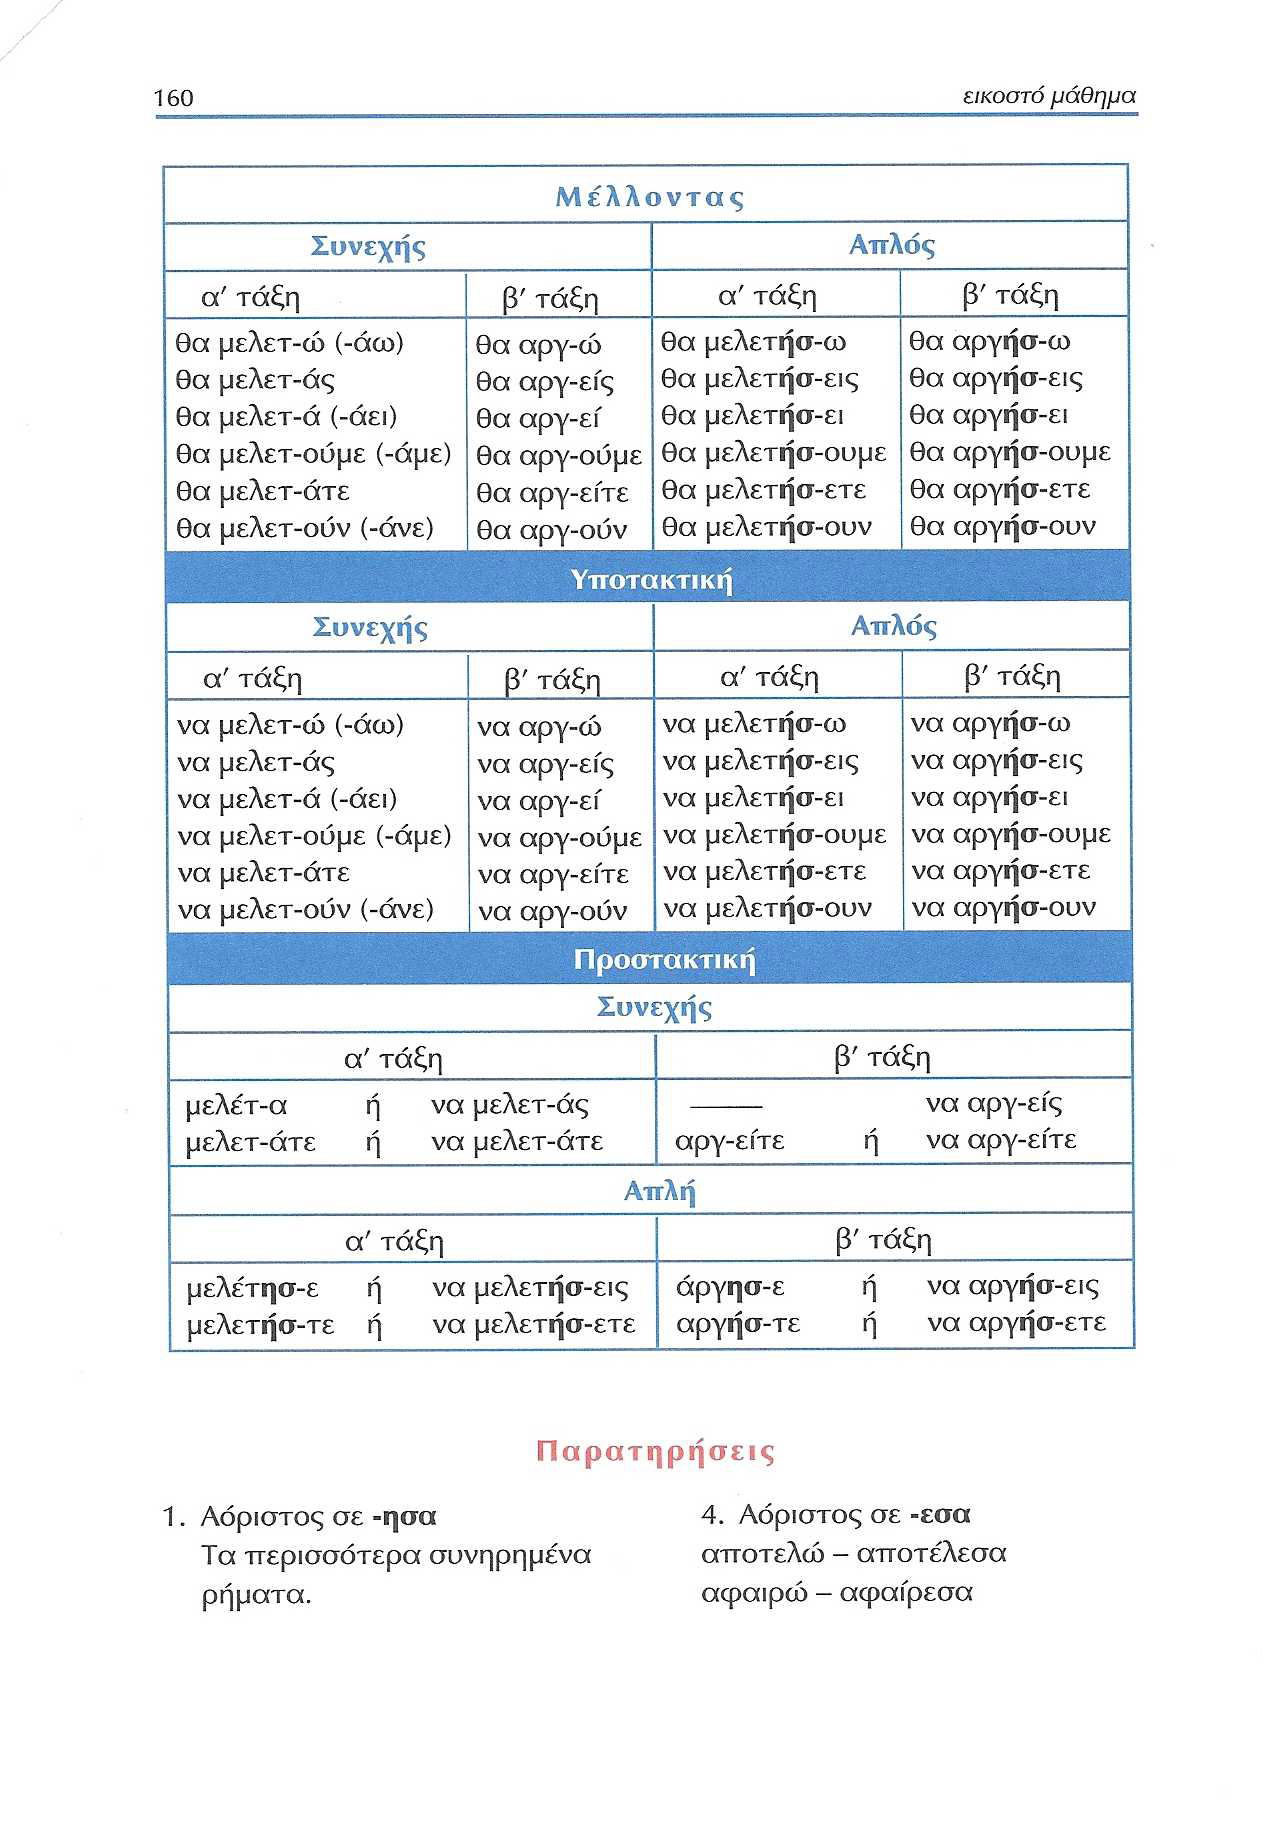 160 εικοστό μάθημα
Μέλλοντας
Συνεχής Απλός
α' τάξη β' τάξη α' τάξη β' τάξη
θα μελετ-ώ (-άω) θα αργ-ώ θα μελετήσ-ω θα αργήσ-ω
θα μελετ-άς θα αργ-είς θα μελετήσ-εις θα αργήσ-εις
θα μελετ-ά (-άει) θα αργ-εί θα μελετήσ-ει θα αργήσ-ει
θα μελετ-ούμε (-άμε) θα αργ-ούμε θα μελετήσ-ουμε θα αργήσ-ουμε
θα μελετ-άτε θα αργ-είτε θα μελετήσ-ετε θα αργήσ-ετε
θα μελετ-ούν (-άνε) θα αργ-ούν θα μελετήσ-ουν θα αργήσ-ουν
Υποτακτική
Συνεχής Απλός
α' τάξη β' τάξη α' τάξη β' τάξη
να μελετ-ώ (-άω) να αργ-ώ να μελετήσ-ω να αργήσ-ω
να μελετ-άς να αργ-είς να μελετήσ-εις να αργήσ-εις
να μελετ-ά (-άει) να αργ-εί να μελετήσ-ει να αργήσ-ει
να μελετ-ούμε (-άμε) να αργ-ούμε να μελετήσ-ουμε να αργήσ-ουμε
να μελετ-άτε να αργ-είτε να μελετήσ-ετε να αργήσ-ετε
να μελετ-ούν (-άνε) να αργ-ούν να μελετήσ-ουν να αργήσ-ουν
Προστακτική
Συνεχής
α' τάξη β' τάξη
μελέτ-α ή να μελετ-άς —— να αργ-είς
μελετ-άτε ή να μελετ-άτε αργ-είτε ή να αργ-είτε
Απλή
α' τάξη β' τάξη
μελέτησ-ε ή να μελετήσ-εις άργησ-ε ή να αργήσ-εις
μελετήσ-τε ή να μελετήσ-ετε αργήσ-τε ή να αργήσ-ετε
Παρατηρήσεις
1. Αόριστος σε -ησα
Τα περισσότερα συνηρημένα
ρήματα.
4. Αόριστος σε -εσα
αποτελώ – αποτέλεσα
αφαιρώ – αφαίρεσα